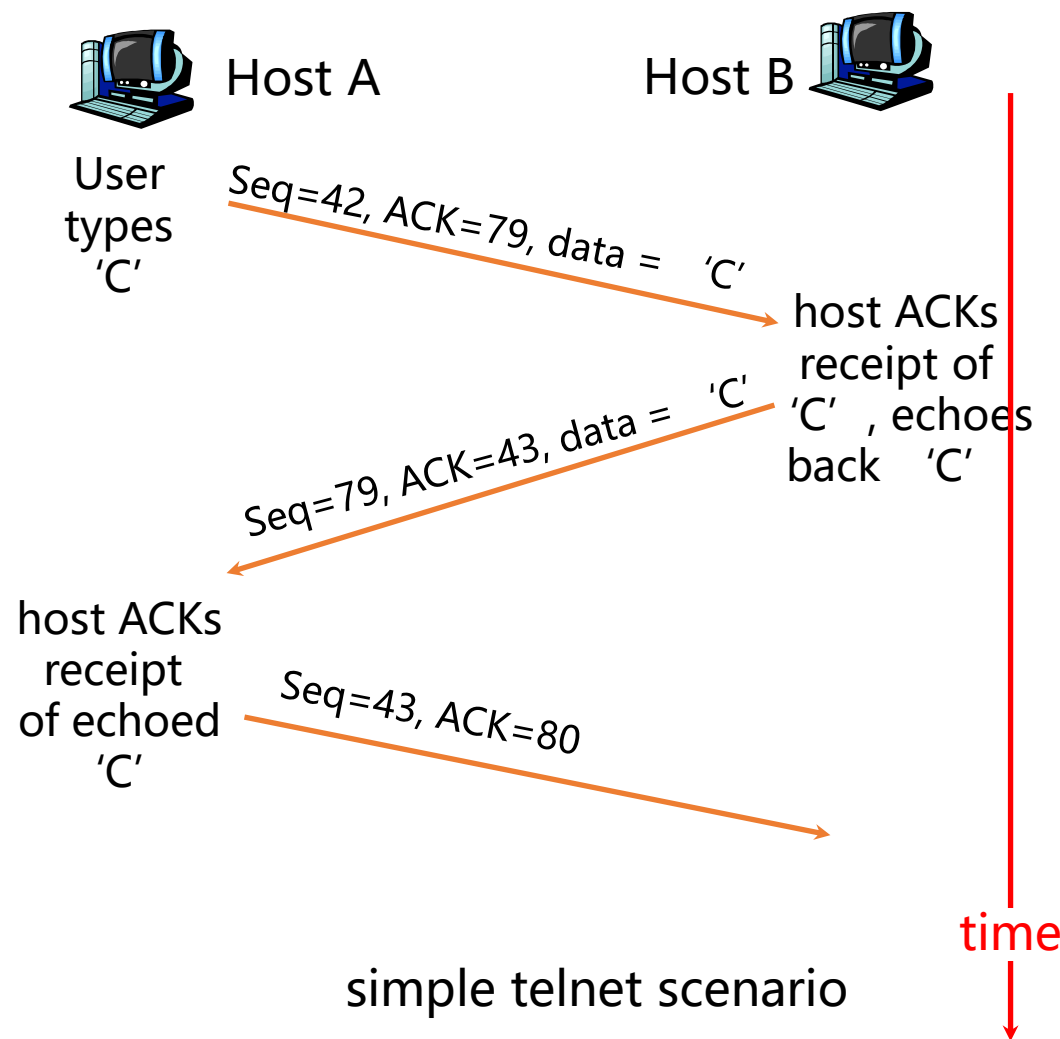 Host A
Host B
User
types
‘C’
Seq=42, ACK=79, data = ‘C’
host ACKs
receipt of
‘C’ , echoes
back ‘C’
Seq=79, ACK=43, data = ‘C’
host ACKs
receipt
of echoed
‘C’
Seq=43, ACK=80
time
simple telnet scenario